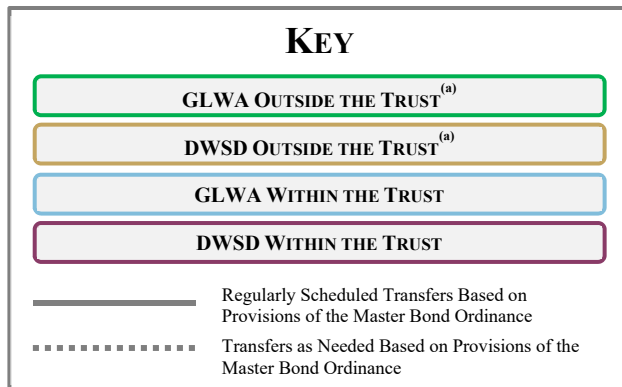 KEY
GLWA OUTSIDE THE TRUST(a)
DWSD OUTSIDE THE TRUST(a)
GLWA WITHIN THE TRUST
DWSD WITHIN THE TRUST
Regularly Scheduled Transfers Based on
Provisions of the Master Bond Ordinance
Transfers as Needed Based on Provisions of the
Master Bond Ordinance